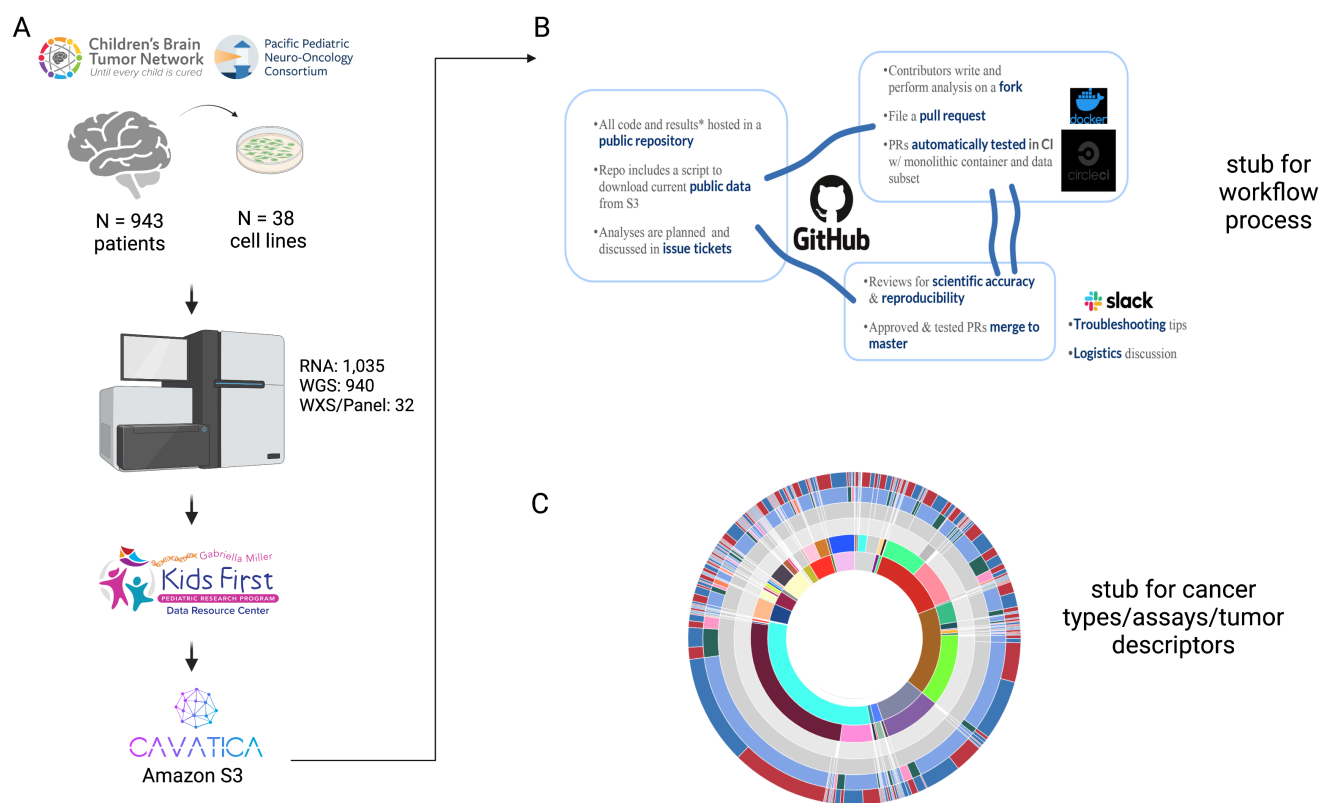 A
Children's Brain
Tumor Network
Until every child is cured
Pacific Pediatric
Neuro-Oncology
Consortium
N = 943
patients
N = 38
cell lines
RNA: 1,035
WGS: 940
WXS/Panel: 32
Gabriella Miller
Kids First
PEDIATRIC RESEARCH PROGRAM
Data Resource Center
CAVATICA
Amazon S3
B
•All code and results* hosted in a
public repository
•Repo includes a script to
download current public data
from S3
•Analyses are planned and
discussed in issue tickets
GitHub
•Contributors write and
perform analysis on a fork
•File a pull request
•PRs automatically tested in CI
w/ monolithic container and data
subset
docker
circleci
•Reviews for scientific accuracy
& reproducibility
•Approved & tested PRs merge to
master
slack
•Troubleshooting tips
•Logistics discussion
stub for
workflow
process
C
stub for cancer
types/assays/tumor
descriptors